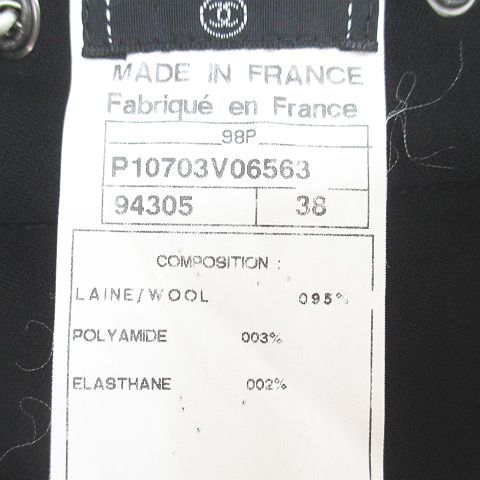 MADE IN FRANCE
Fabriqué en France
98P
P10703V06563
94305 38
COMPOSITION :
LAINE/WOOL 095%
POLYAMIDE 003%
ELASTHANE 002%